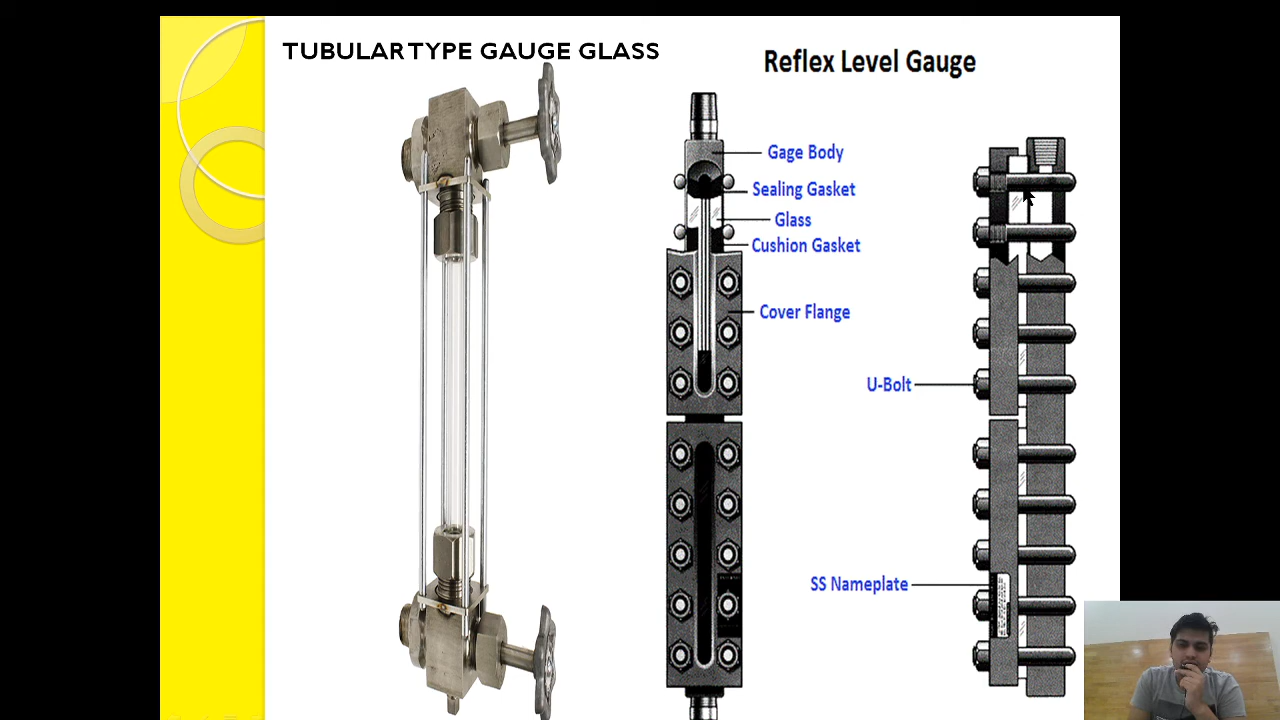 TUBULAR TYPE GAUGE GLASS
Reflex Level Gauge
Gage Body
Sealing Gasket
Glass
Cushion Gasket
Cover Flange
U-Bolt
SS Nameplate